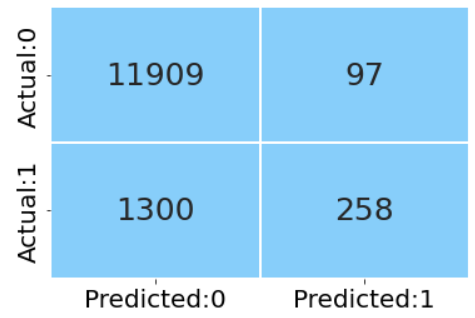 Actual:0
11909 97
Actual:1
1300 258
Predicted:0 Predicted:1